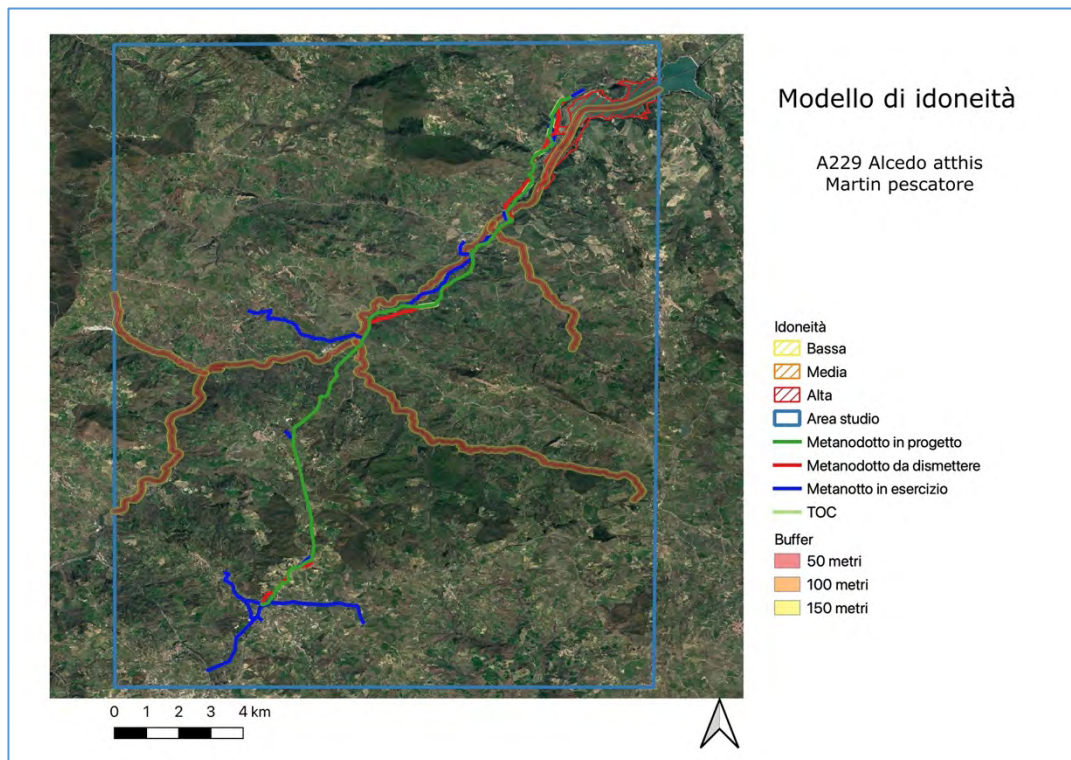 Modello di idoneità
A229 Alcedo atthis
Martin pescatore
Idoneità
Bassa
Media
Alta
Area studio
Metanodotto in progetto
Metanodotto da dismettere
Metanotto in esercizio
TOC
Buffer
50 metri
100 metri
150 metri
0 1 2 3 4 km